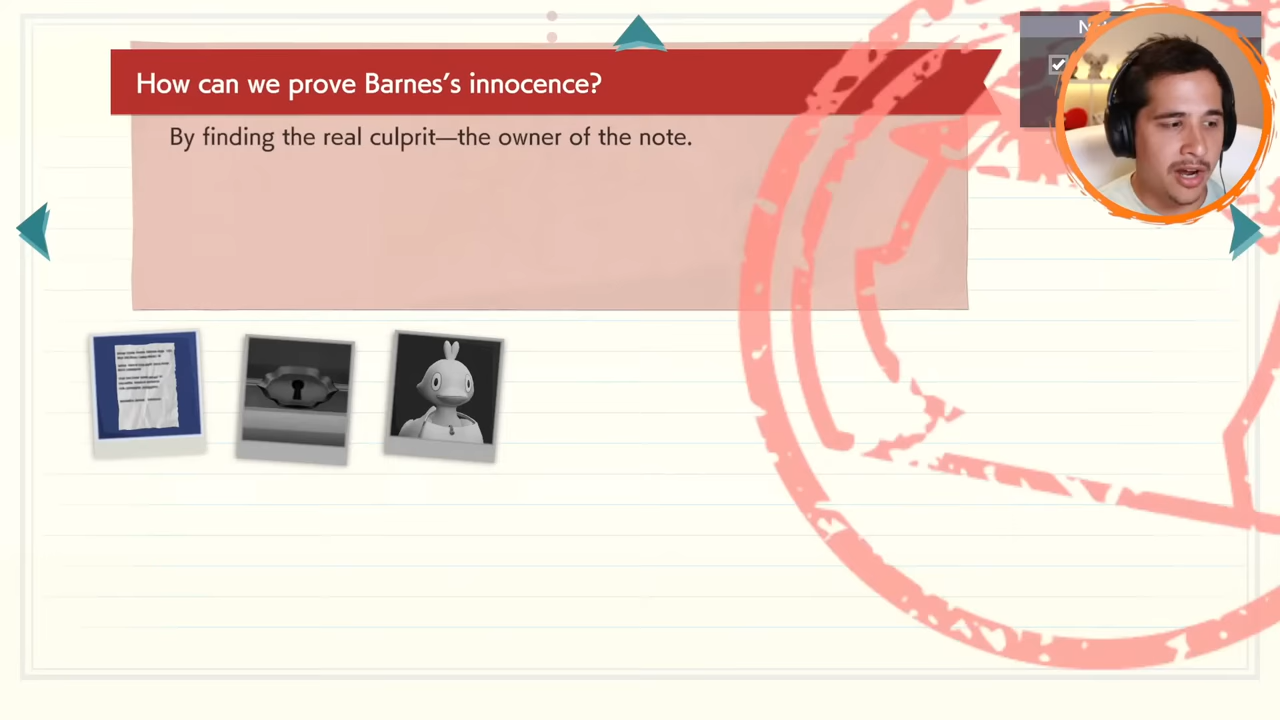 How can we prove Barnes's innocence?
By finding the real culprit—the owner of the note.